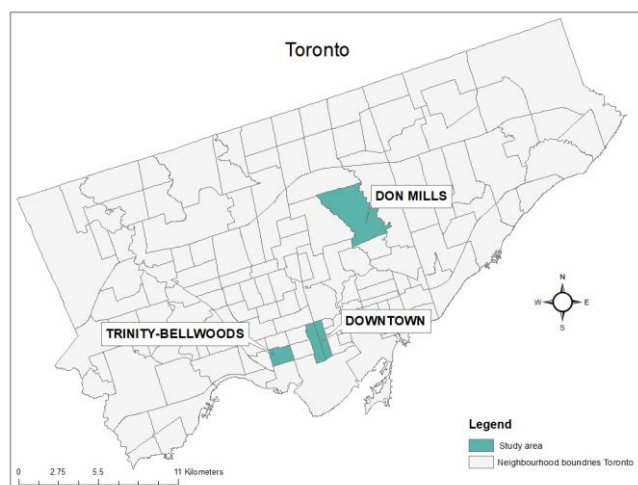 Toronto
DON MILLS
N
W E
S
DOWNTOWN
TRINITY-BELLWOODS
Legend
Study area
Neighbourhood boundries Toronto
0 2.75 5.5 11 Kilometers